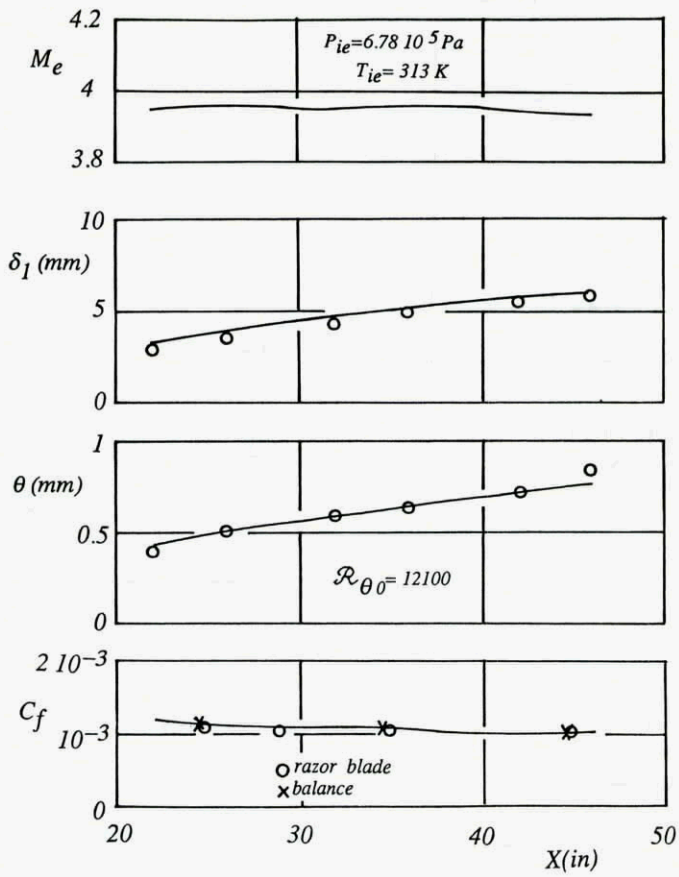 4.2
M_e
P_ie=6.78 10^5 Pa
T_ie= 313 K
4
3.8
10
δ_1 (mm)
5
0
1
θ (mm)
0.5
ℛ_θ0= 12100
0
2 10^-3
C_f
10^-3
o razor blade
x balance
0
20 30 40 50
X(in)